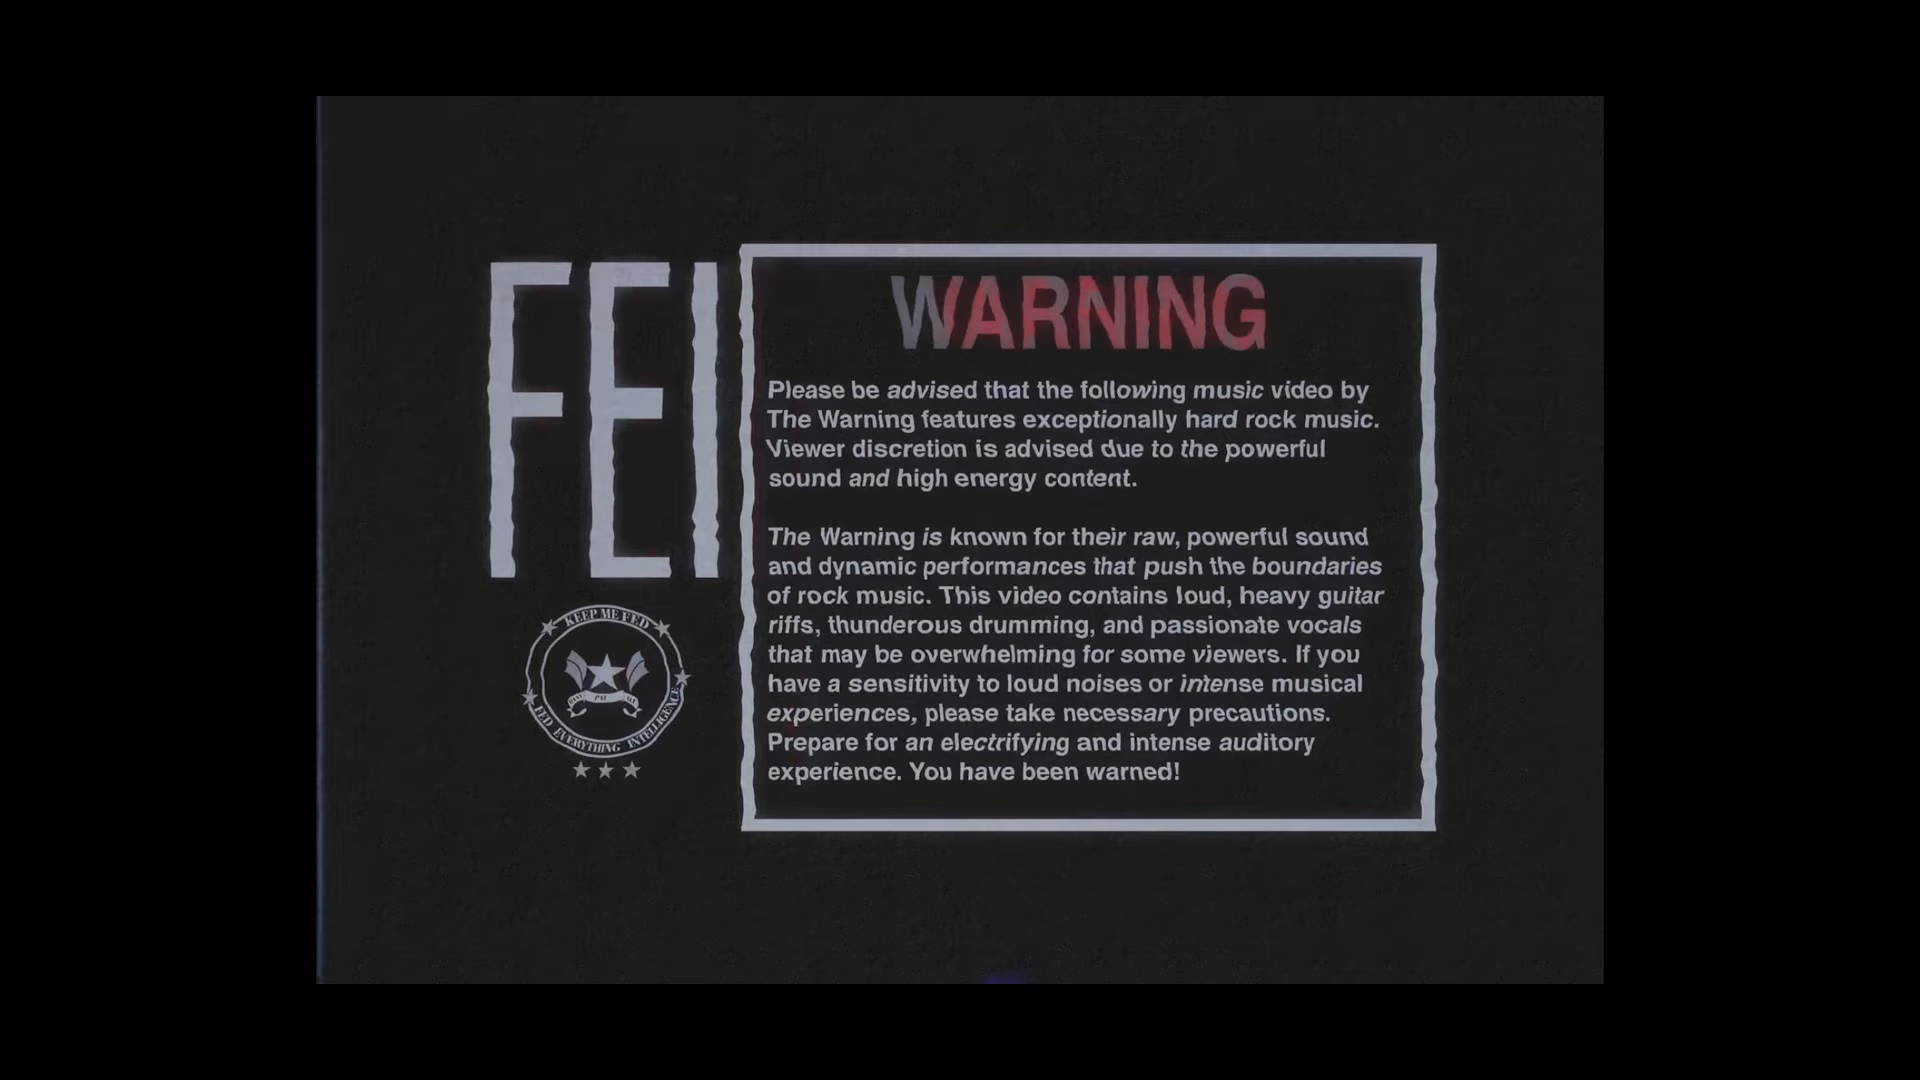 FEI
WARNING
Please be advised that the following music video by
The Warning features exceptionally hard rock music.
Viewer discretion is advised due to the powerful
sound and high energy content.
The Warning is known for their raw, powerful sound
and dynamic performances that push the boundaries
of rock music. This video contains loud, heavy guitar
riffs, thunderous drumming, and passionate vocals
that may be overwhelming for some viewers. If you
have a sensitivity to loud noises or intense musical
experiences, please take necessary precautions.
Prepare for an electrifying and intense auditory
experience. You have been warned!
KEEP ME FED
FED EVERYTHING INTELLIGENCE